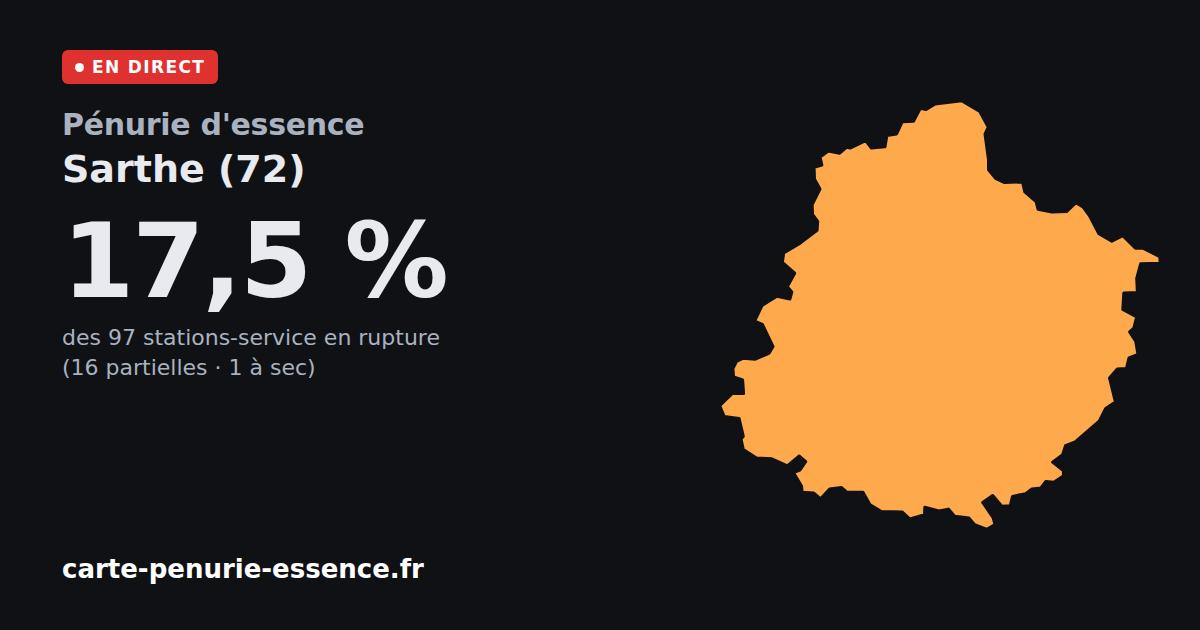 EN DIRECT
Pénurie d'essence
Sarthe (72)
17,5 %
des 97 stations-service en rupture
(16 partielles · 1 à sec)
carte-penurie-essence.fr